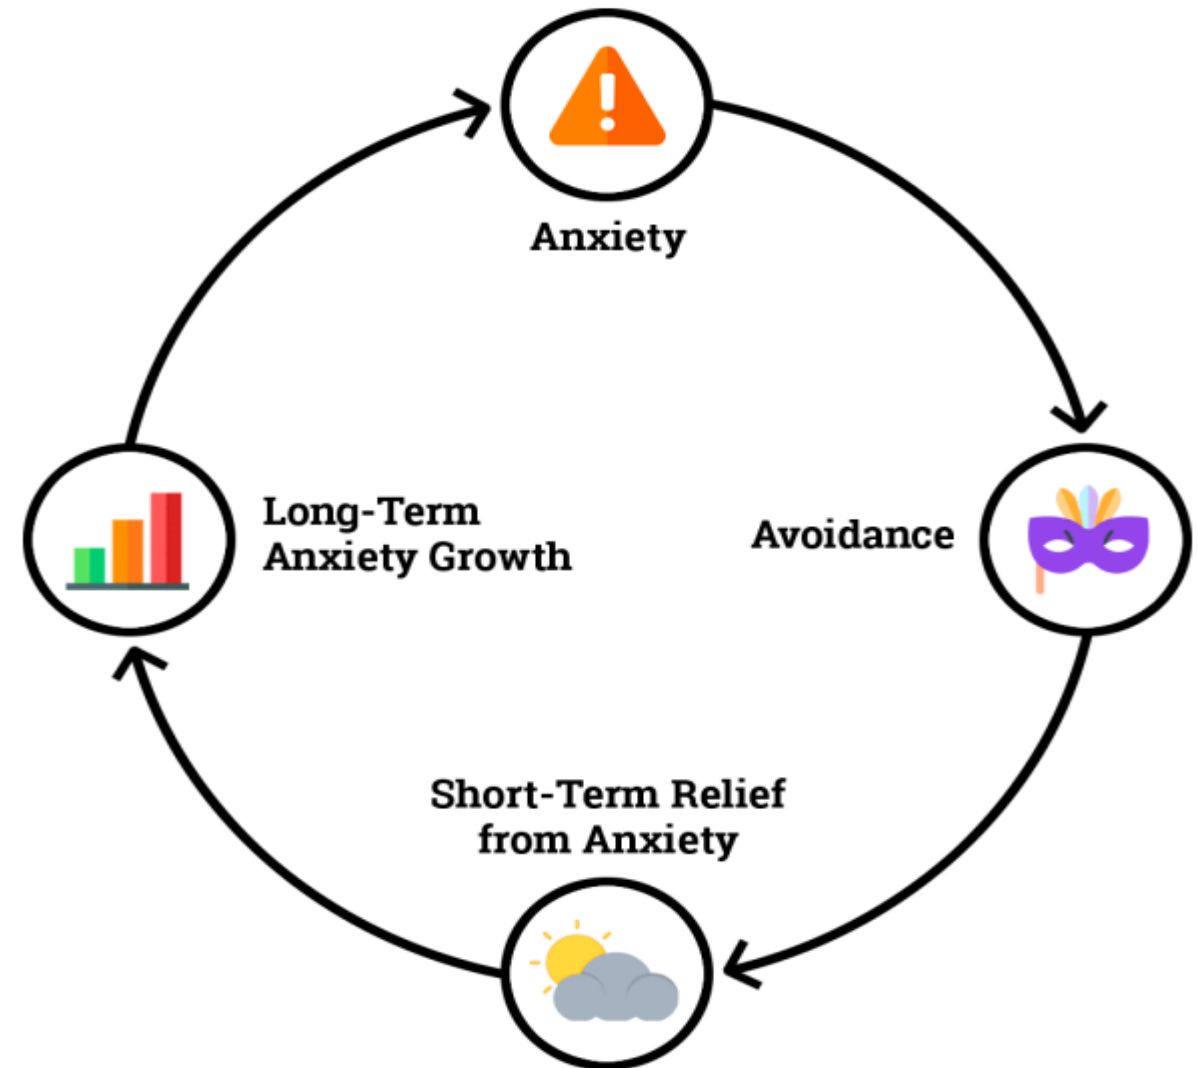 Anxiety
Avoidance
Short-Term Relief
from Anxiety
Long-Term
Anxiety Growth